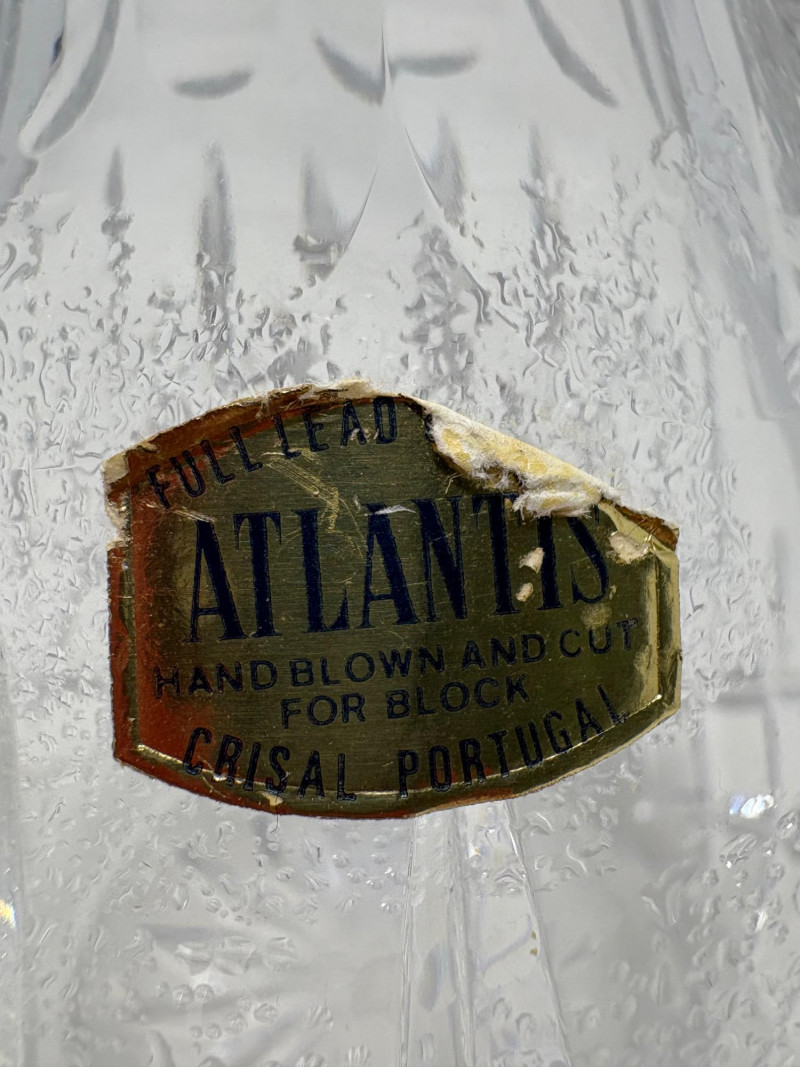 FULL LEAD
ATLANTIS
HAND BLOWN AND CUT
FOR BLOCK
CRISAL PORTUGAL